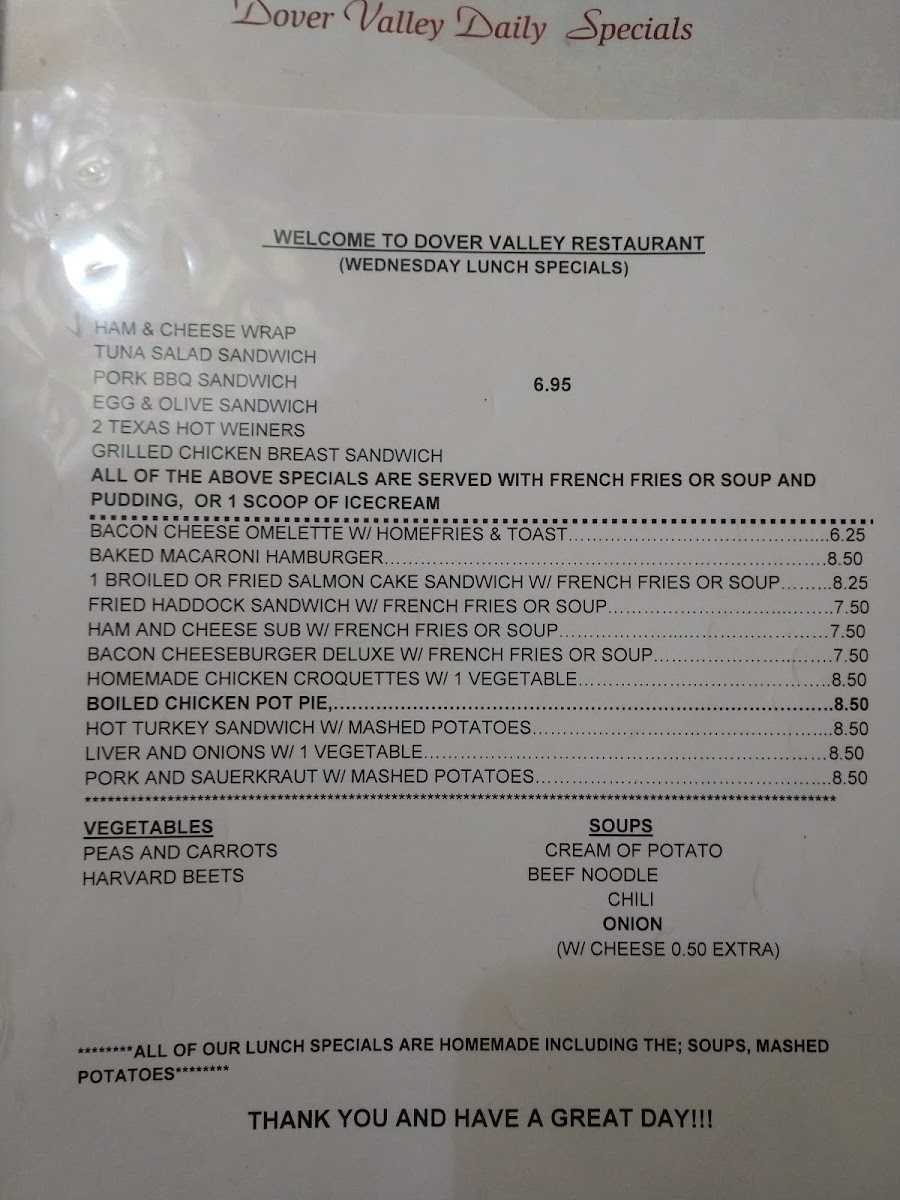 Dover Valley Daily Specials
WELCOME TO DOVER VALLEY RESTAURANT
(WEDNESDAY LUNCH SPECIALS)
HAM & CHEESE WRAP
TUNA SALAD SANDWICH
PORK BBQ SANDWICH 6.95
EGG & OLIVE SANDWICH
2 TEXAS HOT WEINERS
GRILLED CHICKEN BREAST SANDWICH
ALL OF THE ABOVE SPECIALS ARE SERVED WITH FRENCH FRIES OR SOUP AND
PUDDING, OR 1 SCOOP OF ICECREAM
BACON CHEESE OMELETTE W/ HOMEFRIES & TOAST...............................6.25
BAKED MACARONI HAMBURGER...............................8.50
1 BROILED OR FRIED SALMON CAKE SANDWICH W/ FRENCH FRIES OR SOUP........8.25
FRIED HADDOCK SANDWICH W/ FRENCH FRIES OR SOUP...............................7.50
HAM AND CHEESE SUB W/ FRENCH FRIES OR SOUP...............................7.50
BACON CHEESEBURGER DELUXE W/ FRENCH FRIES OR SOUP........................7.50
HOMEMADE CHICKEN CROQUETTES W/ 1 VEGETABLE...............................8.50
BOILED CHICKEN POT PIE,...............................8.50
HOT TURKEY SANDWICH W/ MASHED POTATOES...............................8.50
LIVER AND ONIONS W/ 1 VEGETABLE...............................8.50
PORK AND SAUERKRAUT W/ MASHED POTATOES...............................8.50
****************************************************************************************************
VEGETABLES SOUPS
PEAS AND CARROTS CREAM OF POTATO
HARVARD BEETS BEEF NOODLE
CHILI
ONION
(W/ CHEESE 0.50 EXTRA)
********ALL OF OUR LUNCH SPECIALS ARE HOMEMADE INCLUDING THE; SOUPS, MASHED
POTATOES********
THANK YOU AND HAVE A GREAT DAY!!!